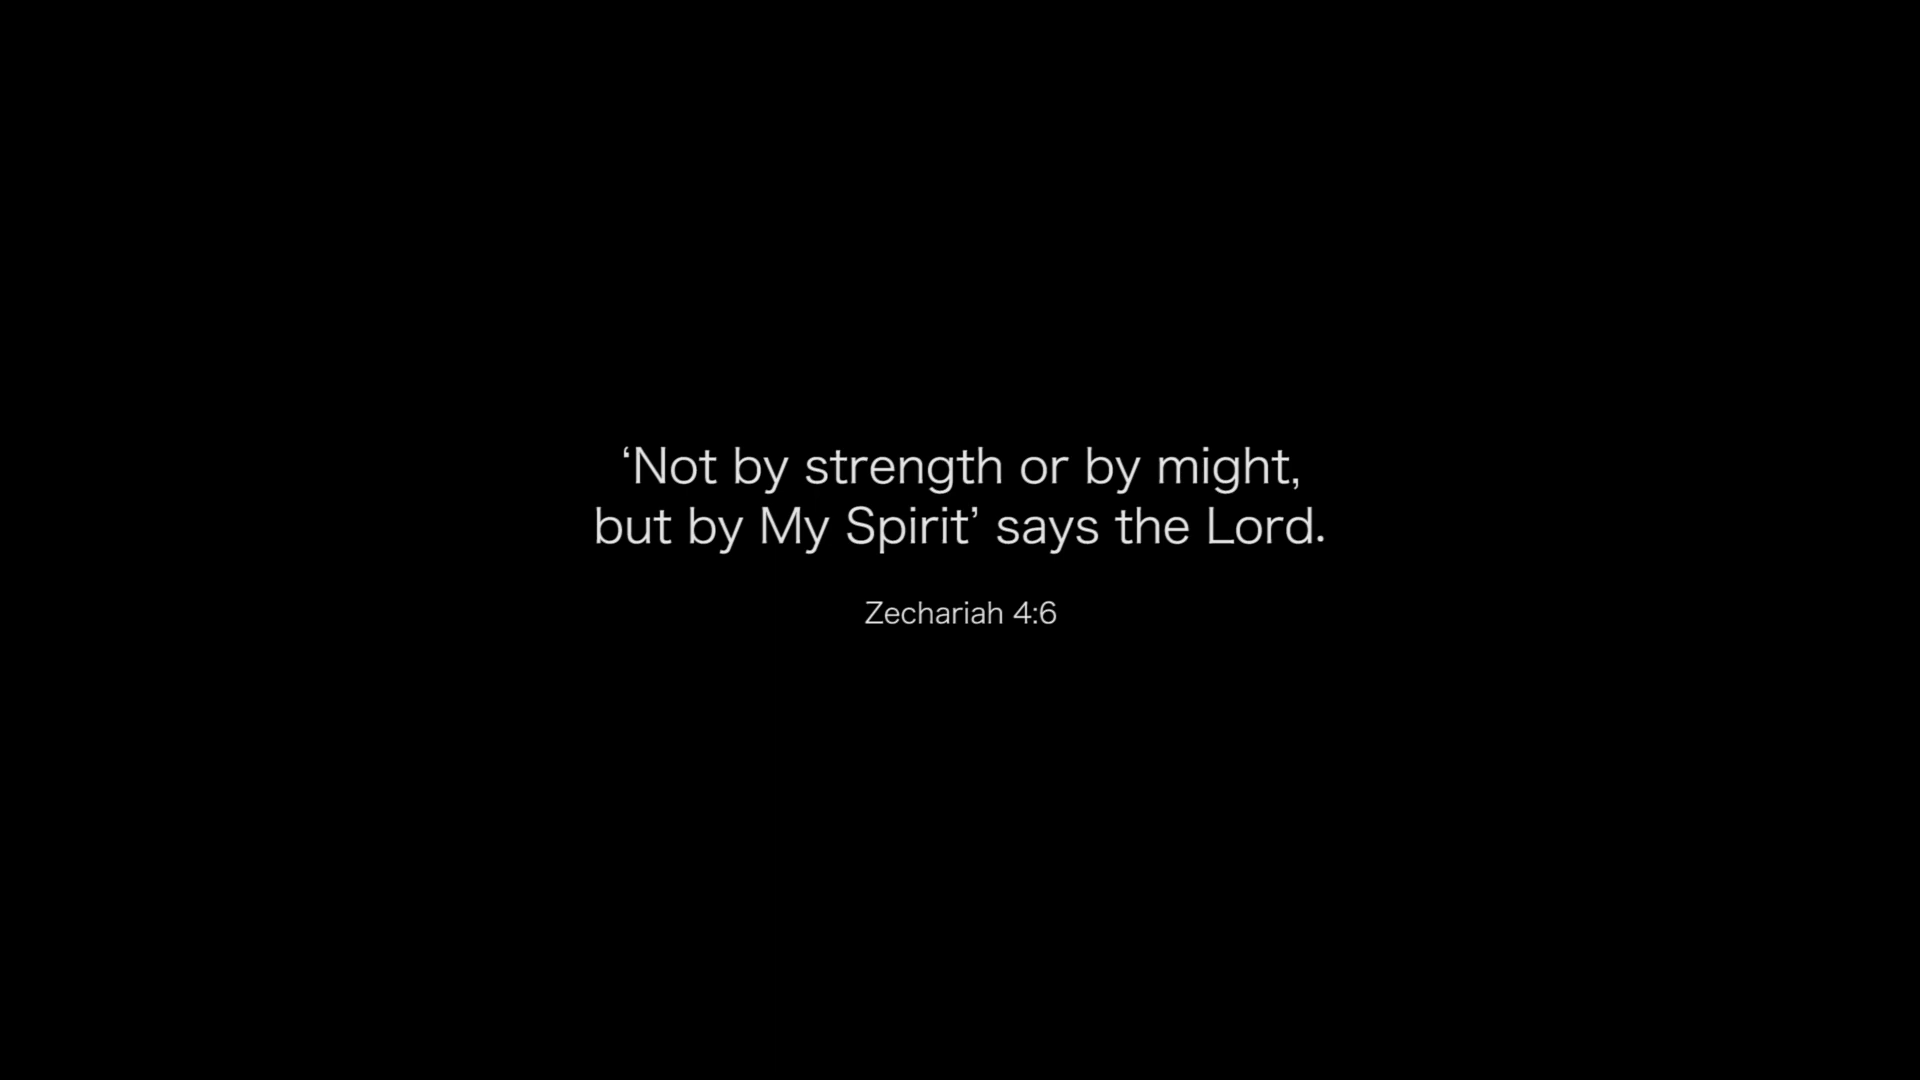 ‘Not by strength or by might,
but by My Spirit’ says the Lord.
Zechariah 4:6